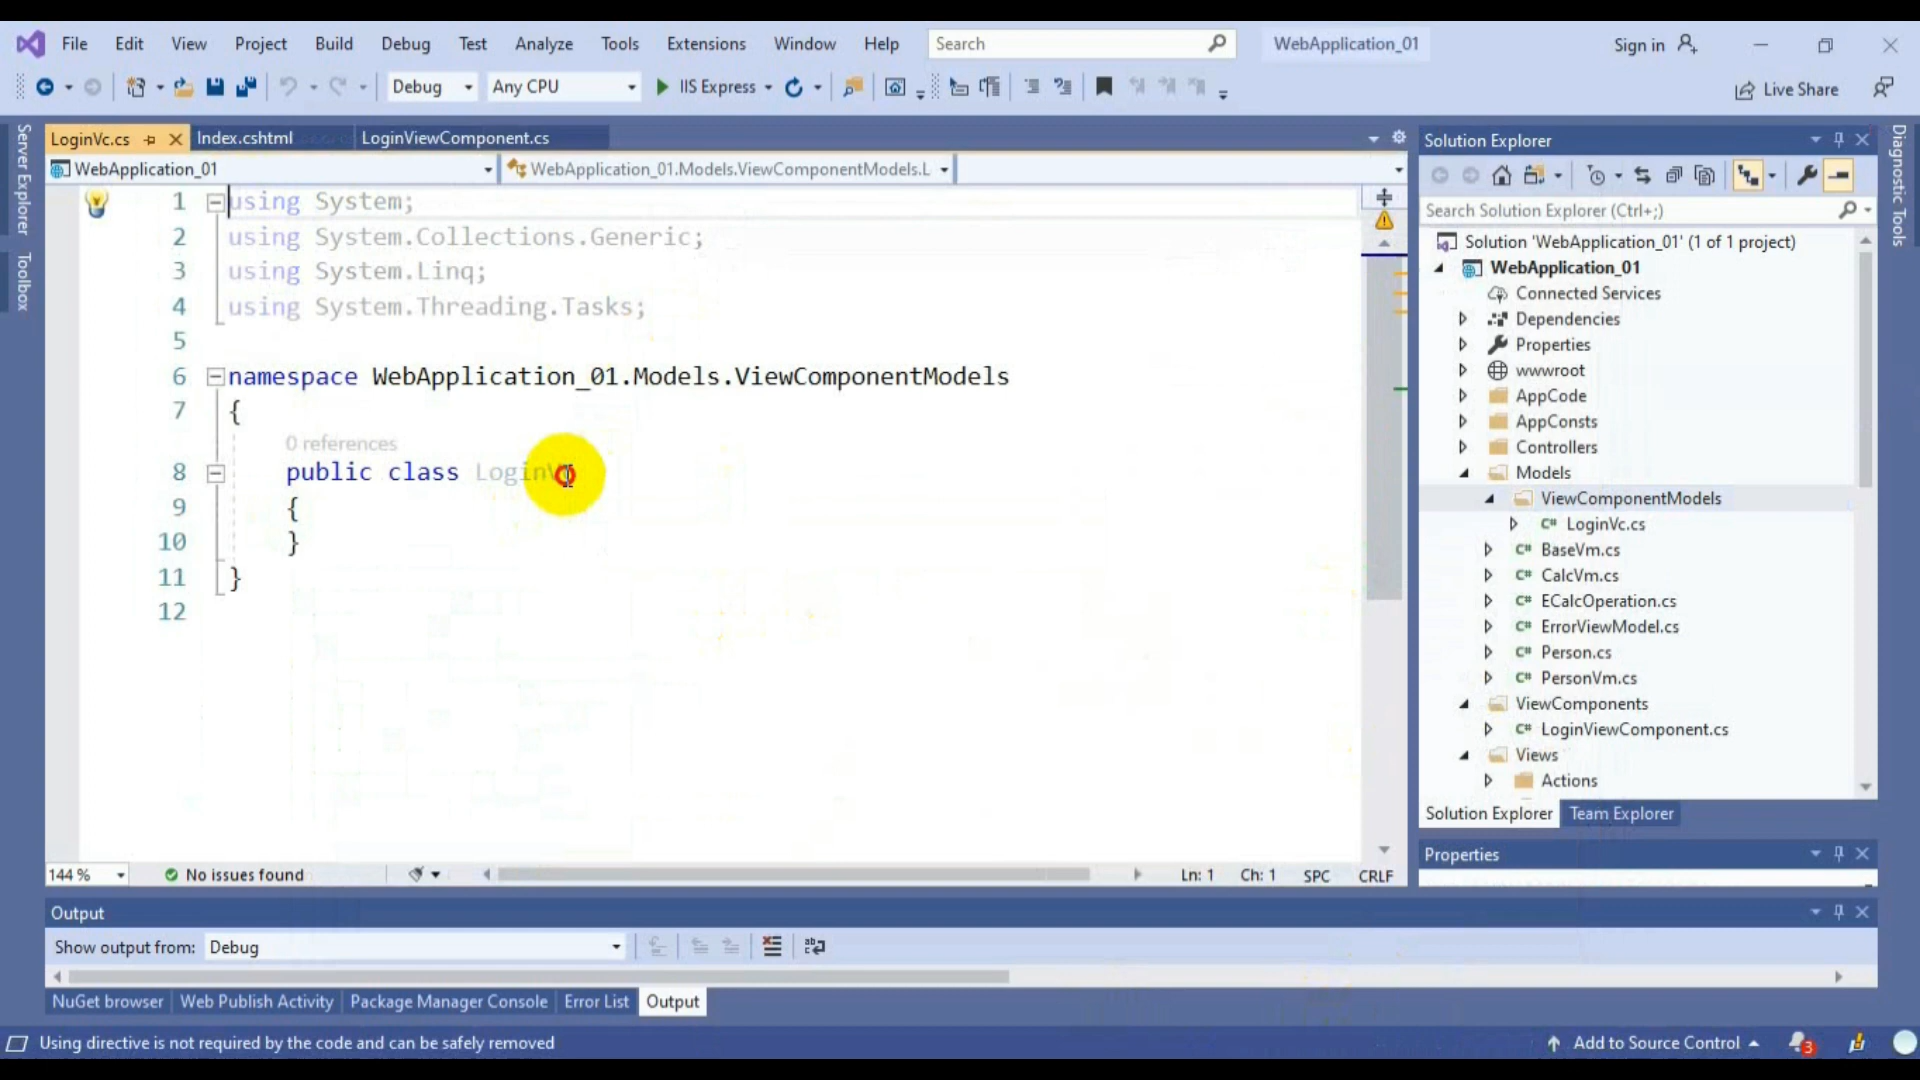 File Edit View Project Build Debug Test Analyze Tools Extensions Window Help Search WebApplication_01 Sign in
Debug Any CPU IIS Express Live Share
LoginVc.cs Index.cshtml LoginViewComponent.cs
WebApplication_01 WebApplication_01.Models.ViewComponentModels.L
Server Explorer
Toolbox
1 using System;
2 using System.Collections.Generic;
3 using System.Linq;
4 using System.Threading.Tasks;
5
6 namespace WebApplication_01.Models.ViewComponentModels
7 {
0 references
8 public class LoginVc
9 {
10 }
11 }
12
144 % No issues found Ln: 1 Ch: 1 SPC CRLF
Solution Explorer
Search Solution Explorer (Ctrl+;)
Solution 'WebApplication_01' (1 of 1 project)
WebApplication_01
Connected Services
Dependencies
Properties
wwwroot
AppCode
AppConsts
Controllers
Models
ViewComponentModels
C# LoginVc.cs
C# BaseVm.cs
C# CalcVm.cs
C# ECalcOperation.cs
C# ErrorViewModel.cs
C# Person.cs
C# PersonVm.cs
ViewComponents
C# LoginViewComponent.cs
Views
Actions
Solution Explorer Team Explorer
Properties
Diagnostic Tools
Output
Show output from: Debug
NuGet browser Web Publish Activity Package Manager Console Error List Output
Using directive is not required by the code and can be safely removed Add to Source Control 3